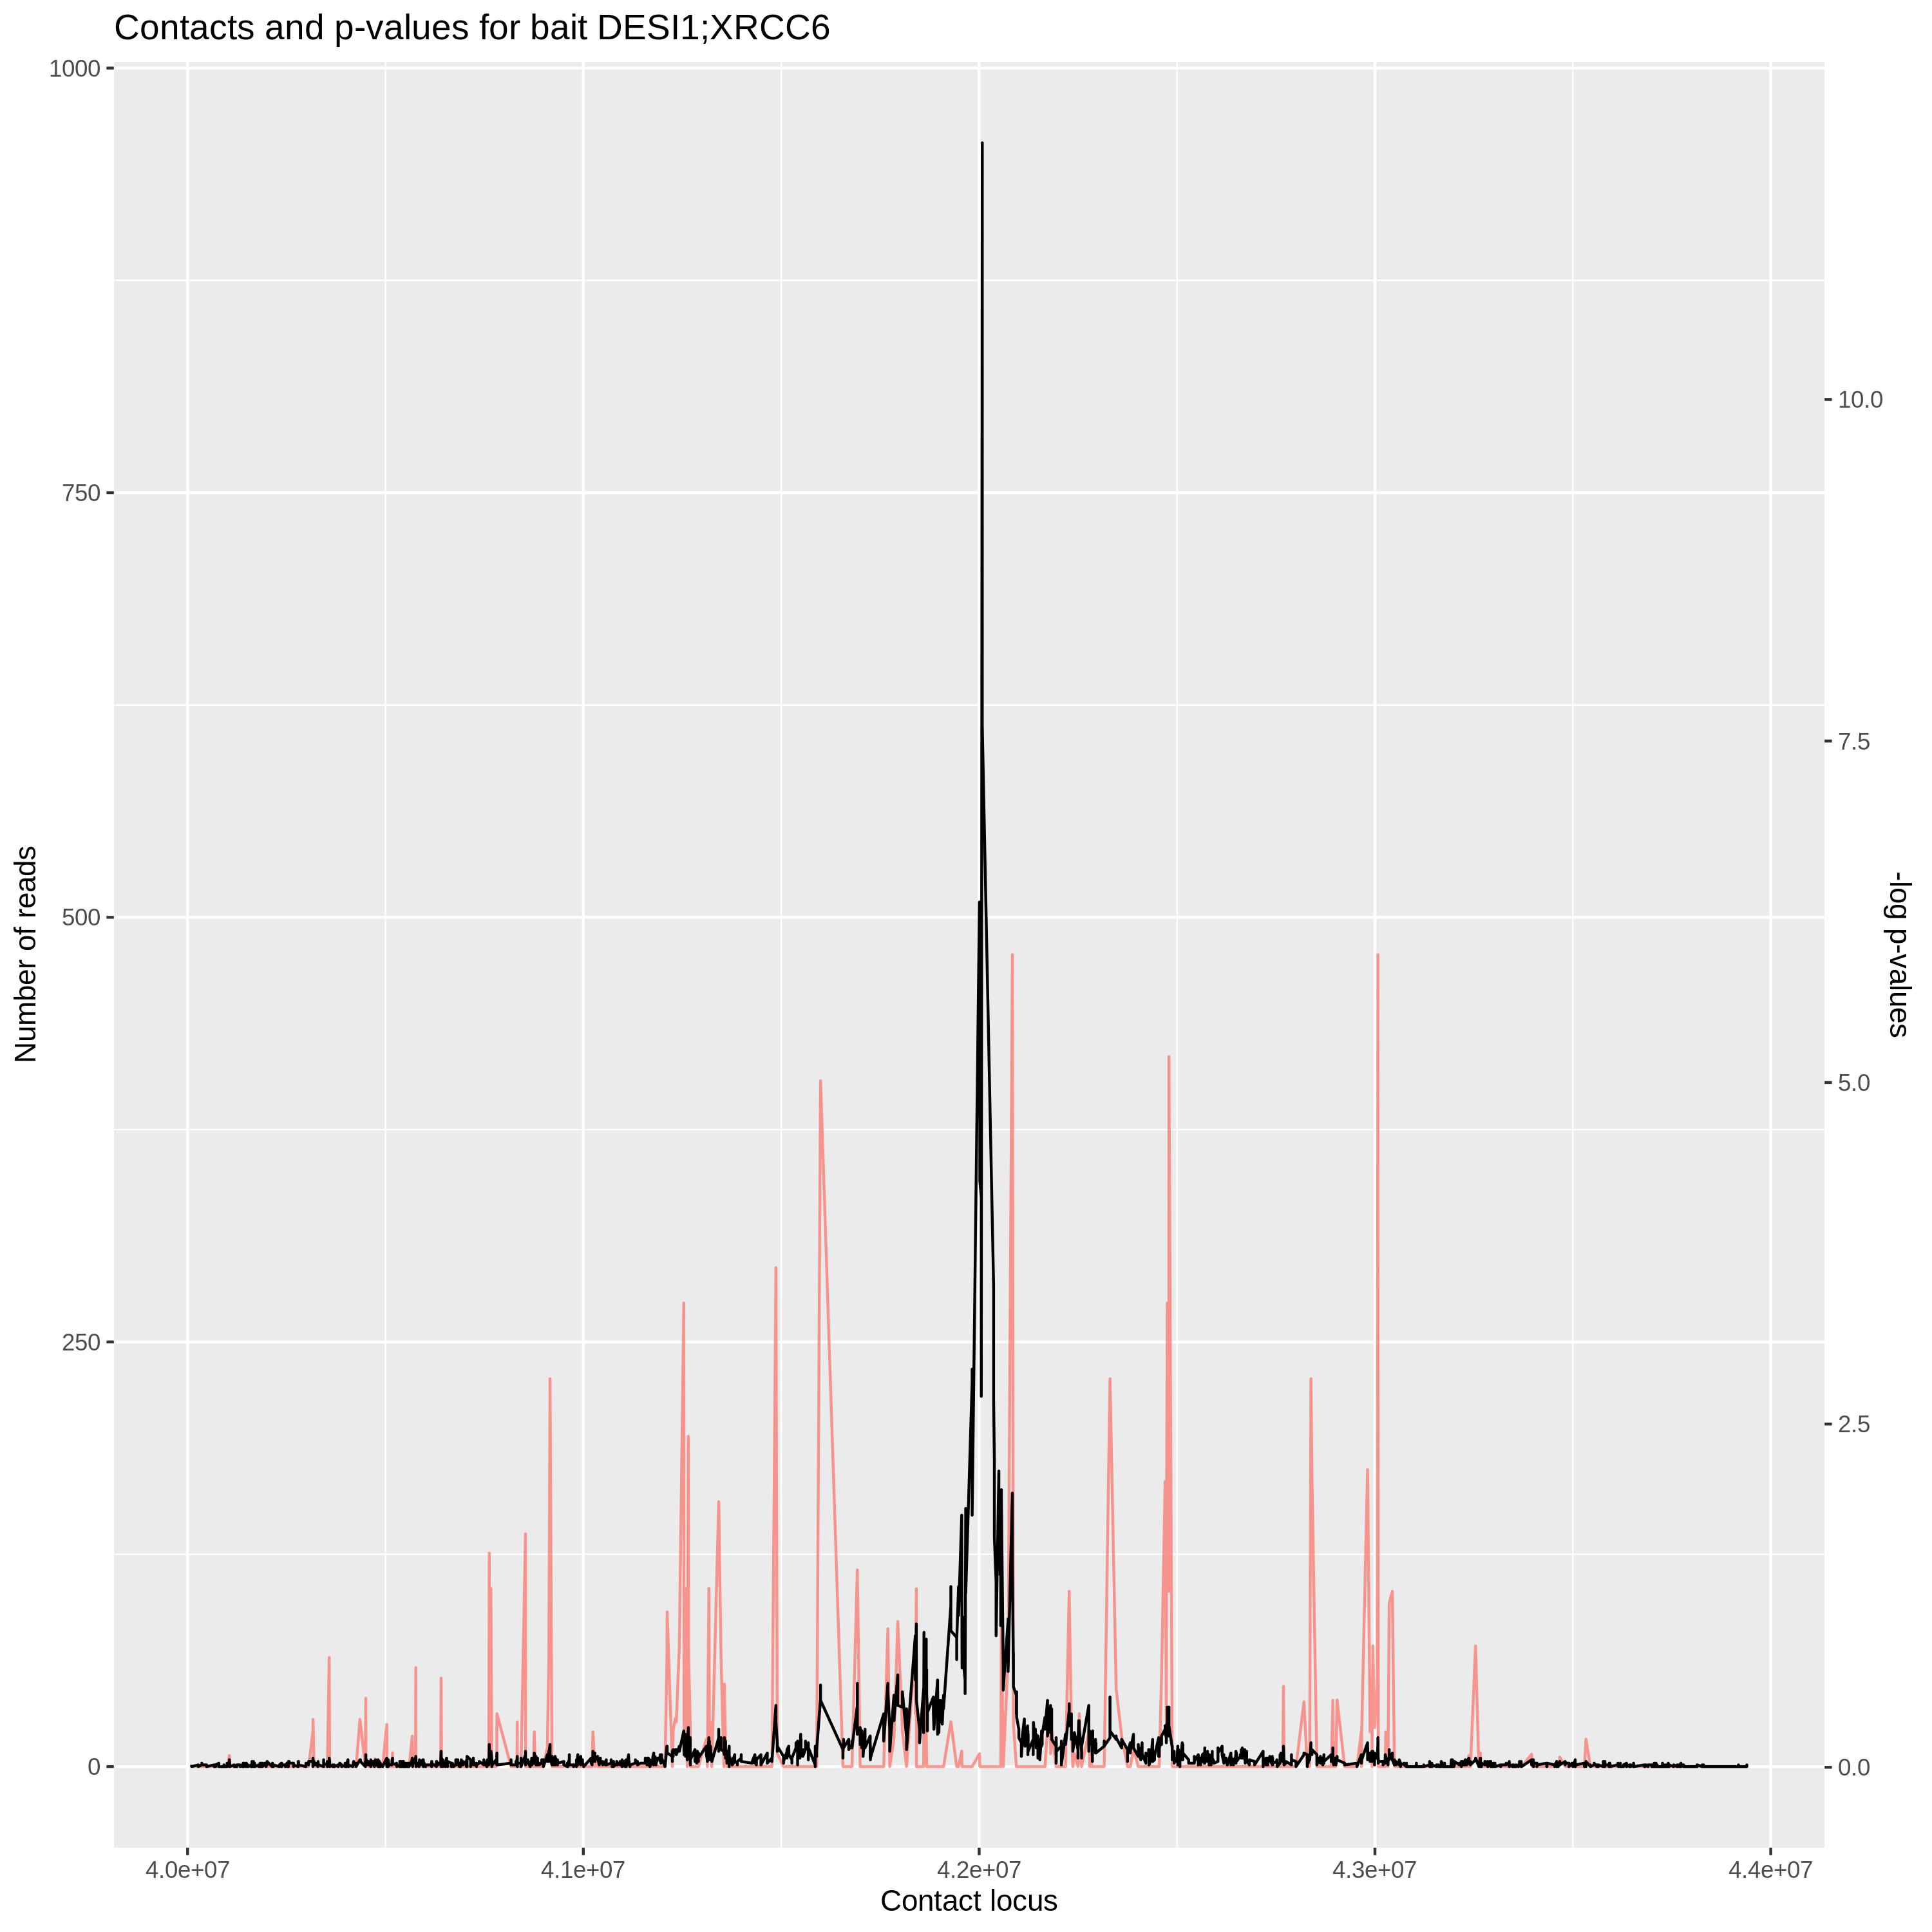 Contacts and p-values for bait DESI1;XRCC6
1000
750
500
250
0
Number of reads
10.0
7.5
5.0
2.5
0.0
-log p-values
4.0e+07
4.1e+07
4.2e+07
4.3e+07
4.4e+07
Contact locus